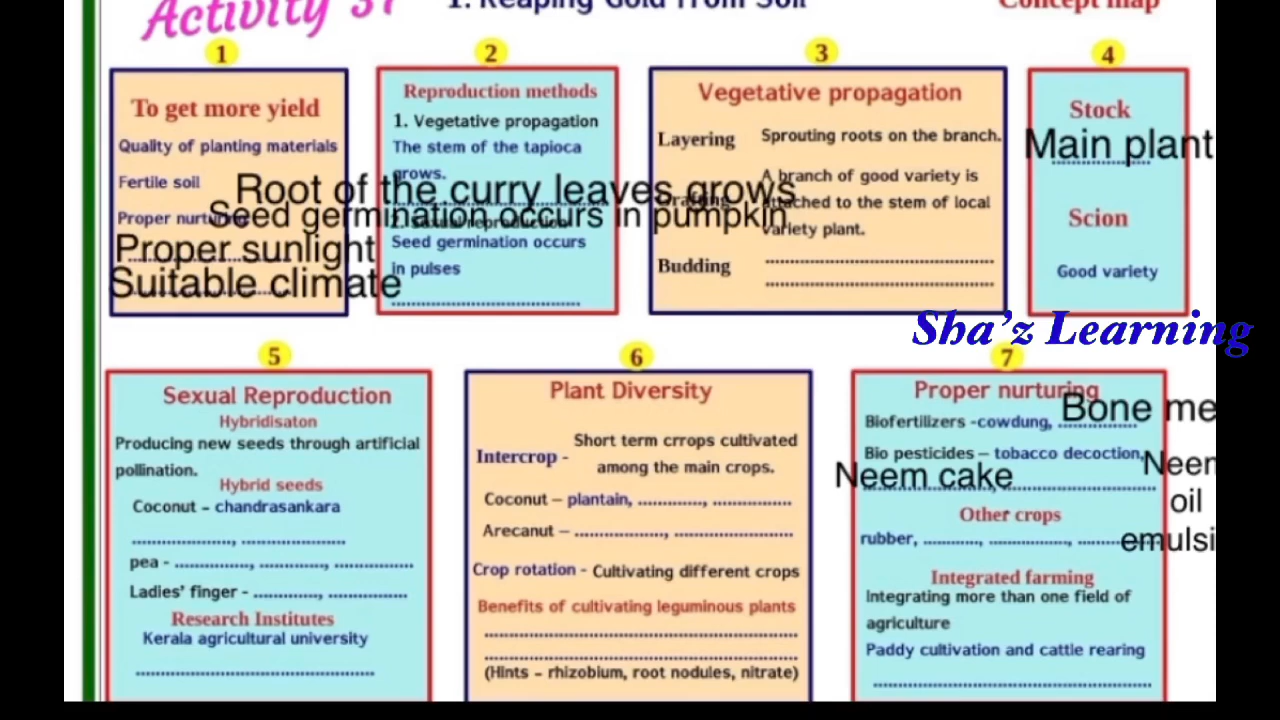 Activity 37
1. Reaping Gold from Soil
Concept map
1
To get more yield
Quality of planting materials
Fertile soil
Proper nurturing
Proper sunlight
Suitable climate
2
Reproduction methods
1. Vegetative propagation
The stem of the tapioca
grows.
Root of the curry leaves grows
2. Sexual reproduction
Seed germination occurs in pumpkin
Seed germination occurs
in pulses
3
Vegetative propagation
Layering
Sprouting roots on the branch.
Grafting
A branch of good variety is
attached to the stem of local
variety plant.
Budding
4
Stock
Main plant
Scion
Good variety
Sha'z Learning
5
Sexual Reproduction
Hybridisaton
Producing new seeds through artificial
pollination.
Hybrid seeds
Coconut - chandrasankara
...................., ....................
pea - ................, ................, ................
Ladies' finger - .............., ................
Research Institutes
Kerala agricultural university
6
Plant Diversity
Intercrop -
Short term crrops cultivated
among the main crops.
Coconut – plantain, .............., ................
Arecanut – ...................., ....................
Crop rotation - Cultivating different crops
Benefits of cultivating leguminous plants
(Hints – rhizobium, root nodules, nitrate)
7
Proper nurturing
Biofertilizers -cowdung, ................
Bone me
Bio pesticides – tobacco decoction,
Neem cake
Neem
oil
emulsi
Other crops
rubber, ............, ............, ............
Integrated farming
Integrating more than one field of
agriculture
Paddy cultivation and cattle rearing